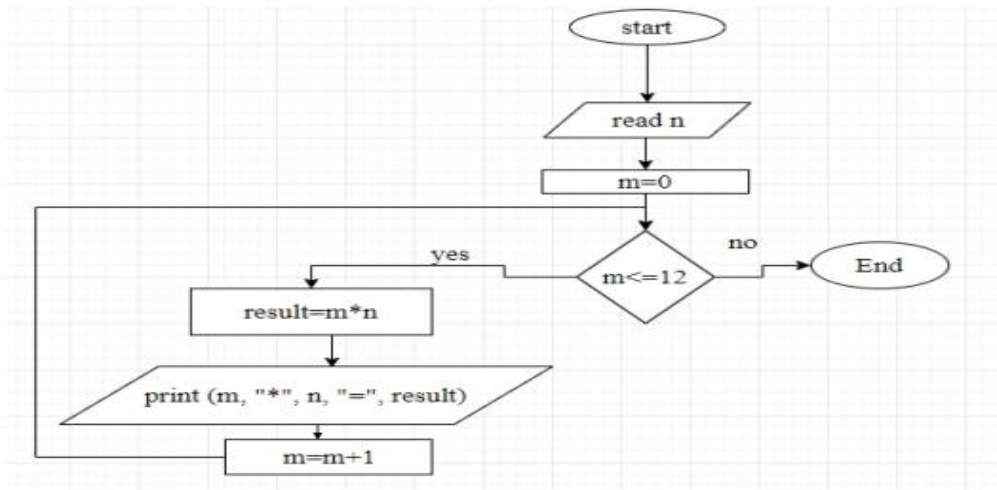 start
read n
m=0
m<=12
yes
no
End
result=m*n
print (m, "*", n, "=", result)
m=m+1